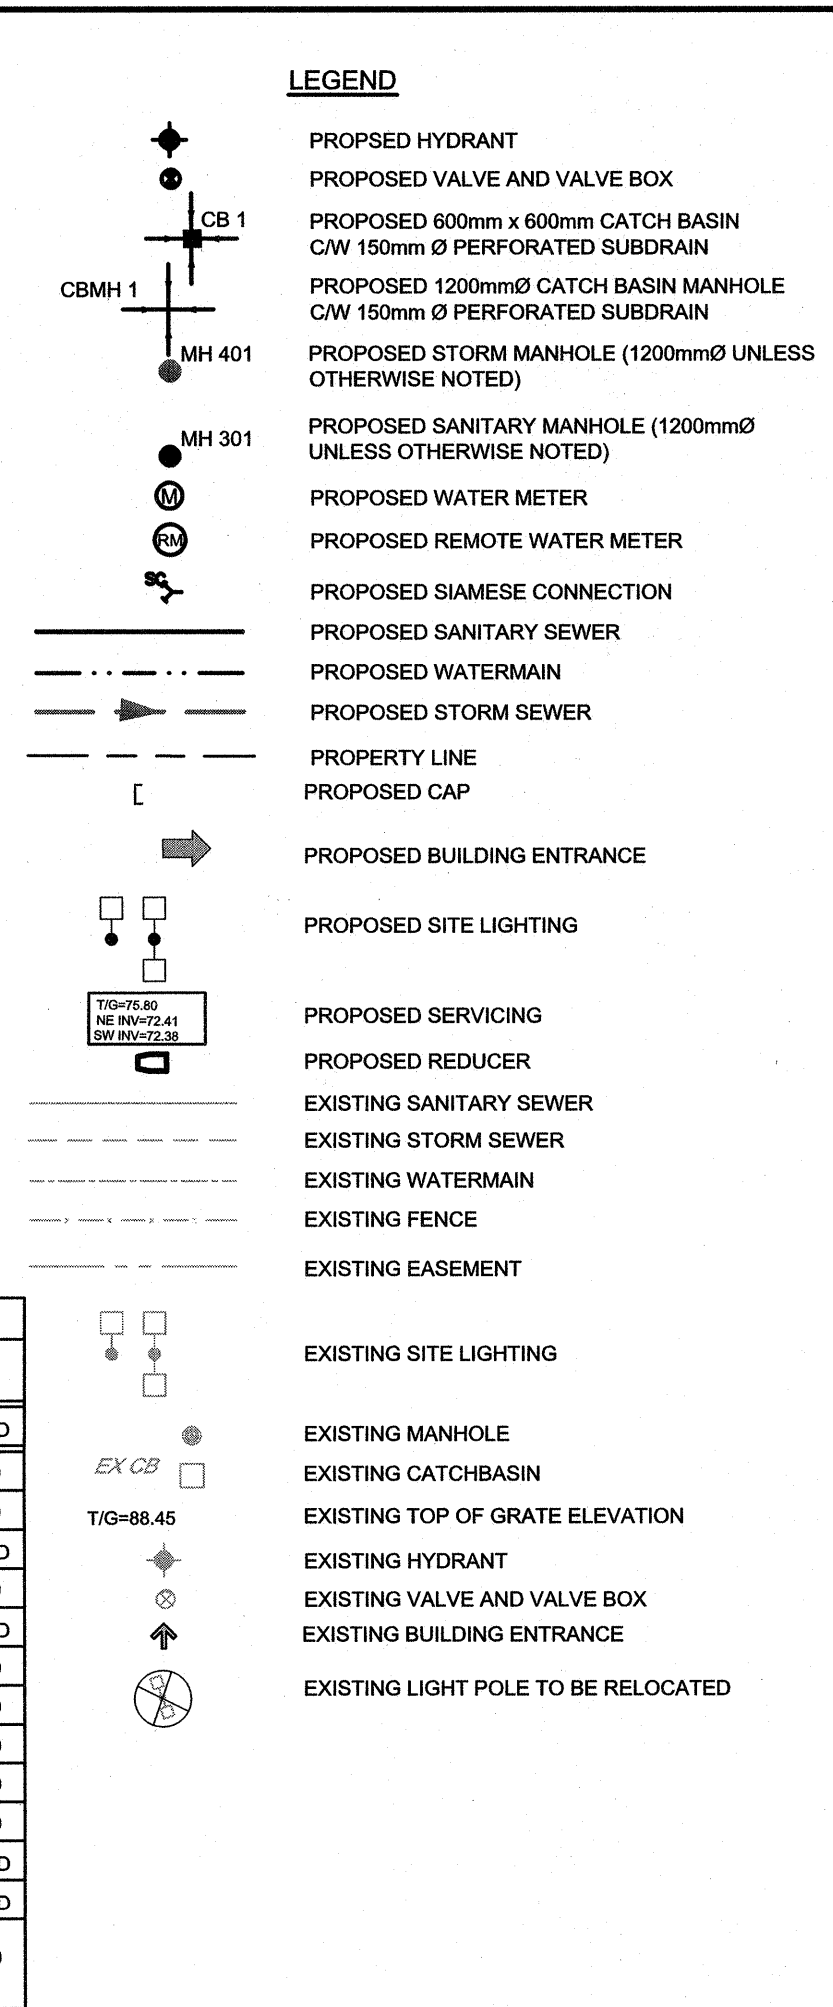 LEGEND
PROPSED HYDRANT
PROPOSED VALVE AND VALVE BOX
CB 1
PROPOSED 600mm x 600mm CATCH BASIN
C/W 150mm Ø PERFORATED SUBDRAIN
CBMH 1
PROPOSED 1200mmØ CATCH BASIN MANHOLE
C/W 150mm Ø PERFORATED SUBDRAIN
MH 401
PROPOSED STORM MANHOLE (1200mmØ UNLESS
OTHERWISE NOTED)
MH 301
PROPOSED SANITARY MANHOLE (1200mmØ
UNLESS OTHERWISE NOTED)
M
PROPOSED WATER METER
RM
PROPOSED REMOTE WATER METER
SC
PROPOSED SIAMESE CONNECTION
PROPOSED SANITARY SEWER
PROPOSED WATERMAIN
PROPOSED STORM SEWER
PROPERTY LINE
PROPOSED CAP
PROPOSED BUILDING ENTRANCE
PROPOSED SITE LIGHTING
T/G=75.80
NE INV=72.41
SW INV=72.38
PROPOSED SERVICING
PROPOSED REDUCER
EXISTING SANITARY SEWER
EXISTING STORM SEWER
EXISTING WATERMAIN
EXISTING FENCE
EXISTING EASEMENT
EXISTING SITE LIGHTING
EXISTING MANHOLE
EX CB
EXISTING CATCHBASIN
T/G=88.45
EXISTING TOP OF GRATE ELEVATION
EXISTING HYDRANT
EXISTING VALVE AND VALVE BOX
EXISTING BUILDING ENTRANCE
EXISTING LIGHT POLE TO BE RELOCATED